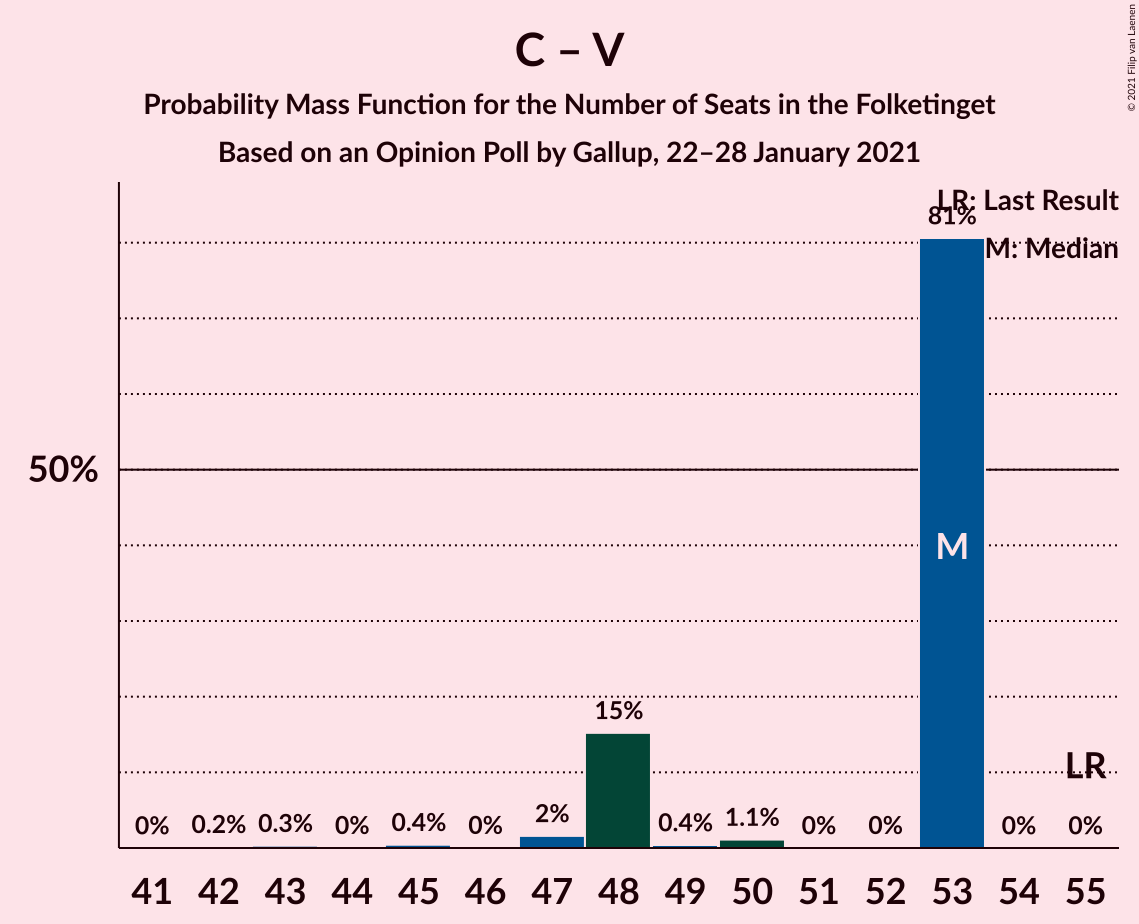 C – V
Probability Mass Function for the Number of Seats in the Folketinget
Based on an Opinion Poll by Gallup, 22–28 January 2021
© 2021 Filip van Laenen
LR: Last Result
M: Median
81%
50%
M
15%
LR
0% 0.2% 0.3% 0% 0.4% 0% 2% 0.4% 1.1% 0% 0% 0% 0%
41 42 43 44 45 46 47 48 49 50 51 52 53 54 55